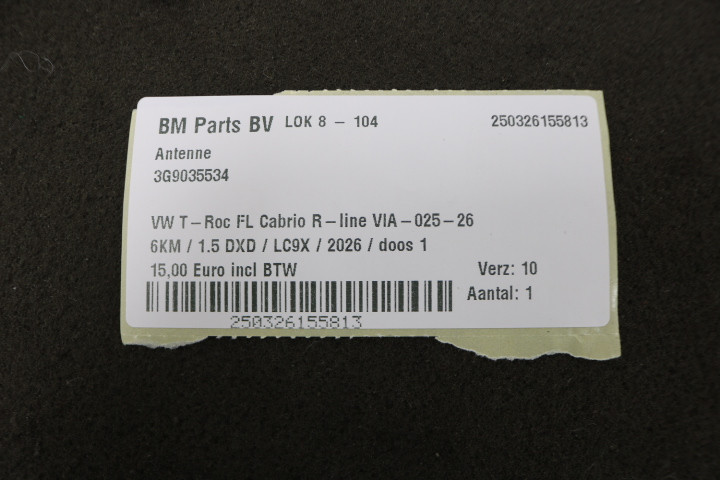 BM Parts BV LOK 8 - 104 250326155813
Antenne
3G9035534
VW T-Roc FL Cabrio R-line VIA-025-26
6KM / 1.5 DXD / LC9X / 2026 / doos 1
15,00 Euro incl BTW Verz: 10
Aantal: 1
250326155813